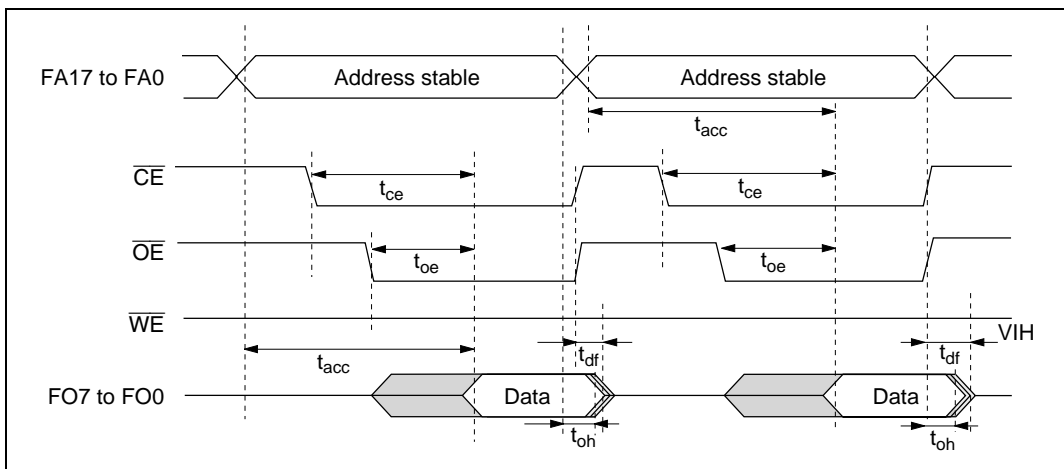 FA17 to FA0
Address stable
Address stable
tacc
CE
tce
tce
OE
toe
toe
WE
VIH
tacc
tdf
tdf
FO7 to FO0
Data
Data
toh
toh